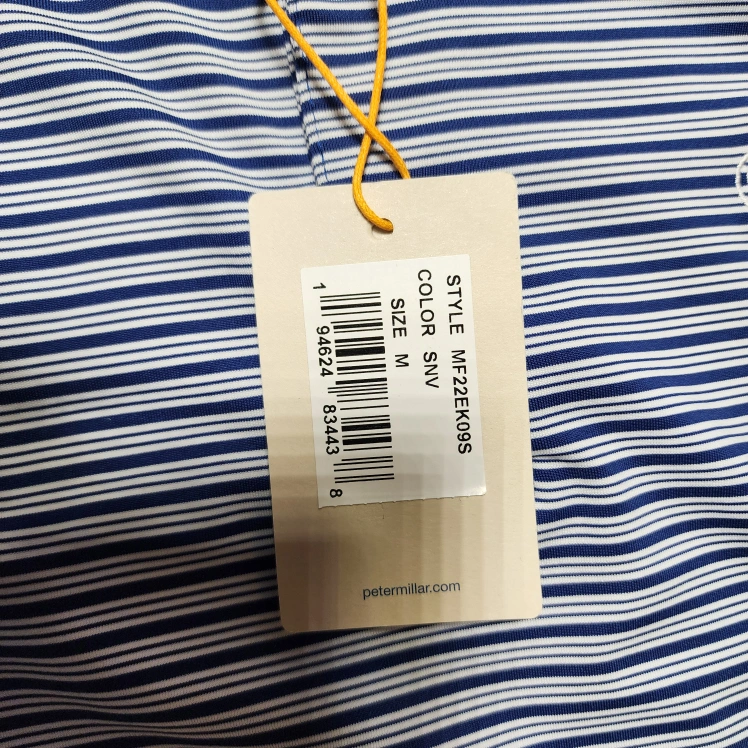 STYLE MF22EK09S
COLOR SNV
SIZE M
1 94624 83443 8
petermillar.com